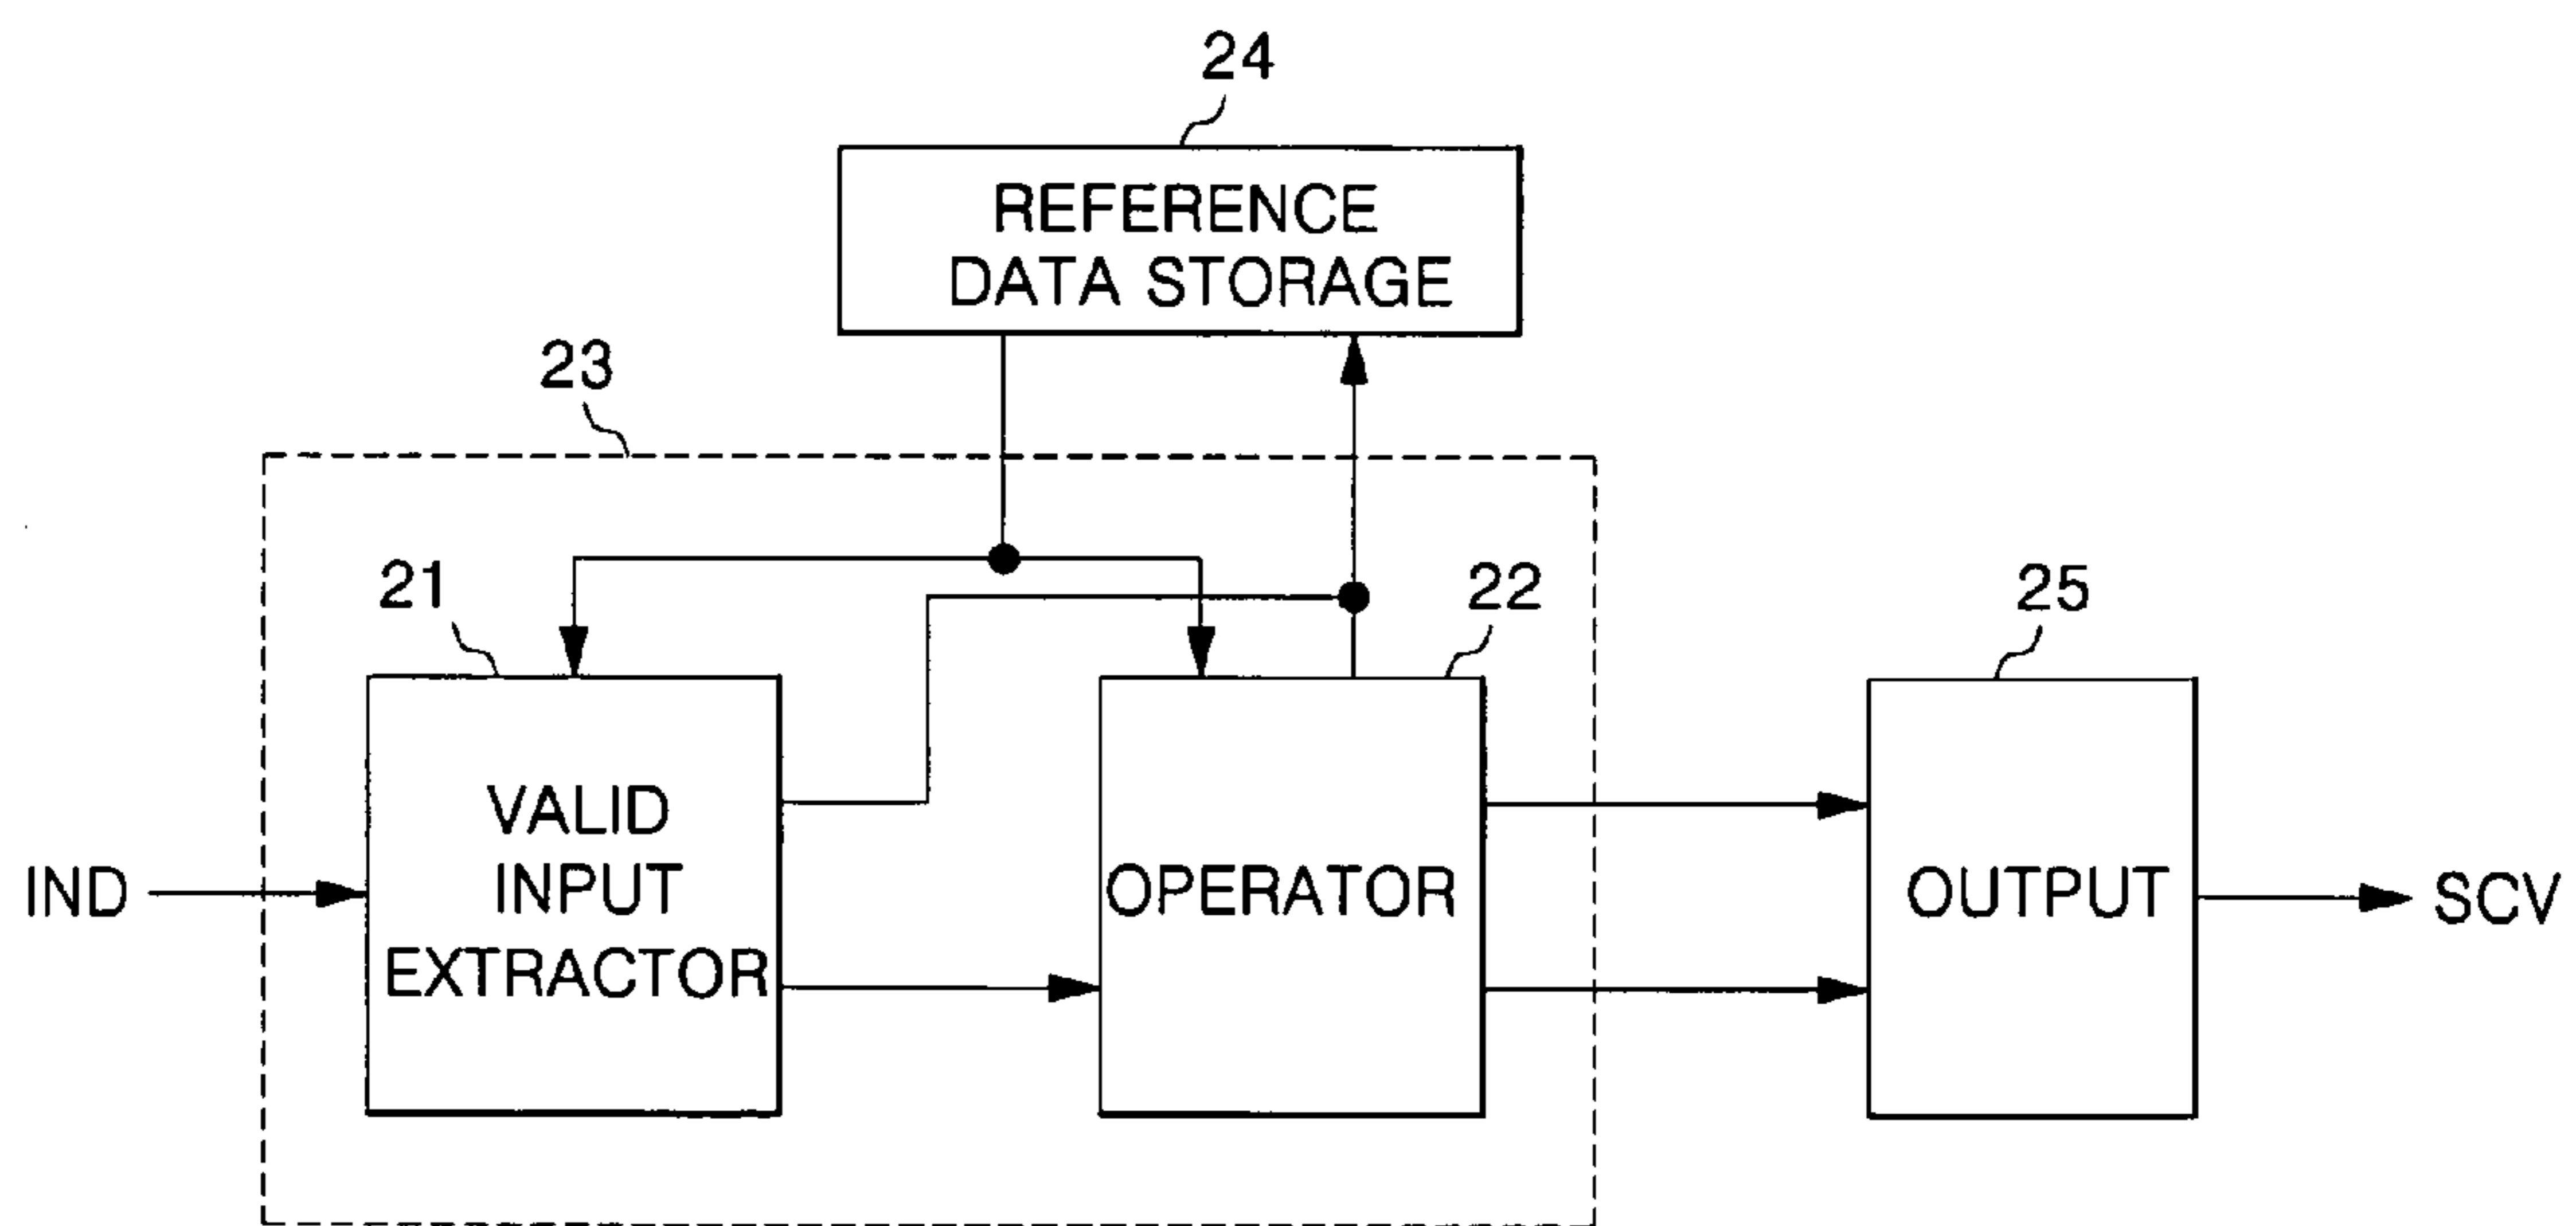 24
REFERENCE
DATA STORAGE
23
21
22
25
VALID
INPUT
EXTRACTOR
OPERATOR
OUTPUT
IND
SCV